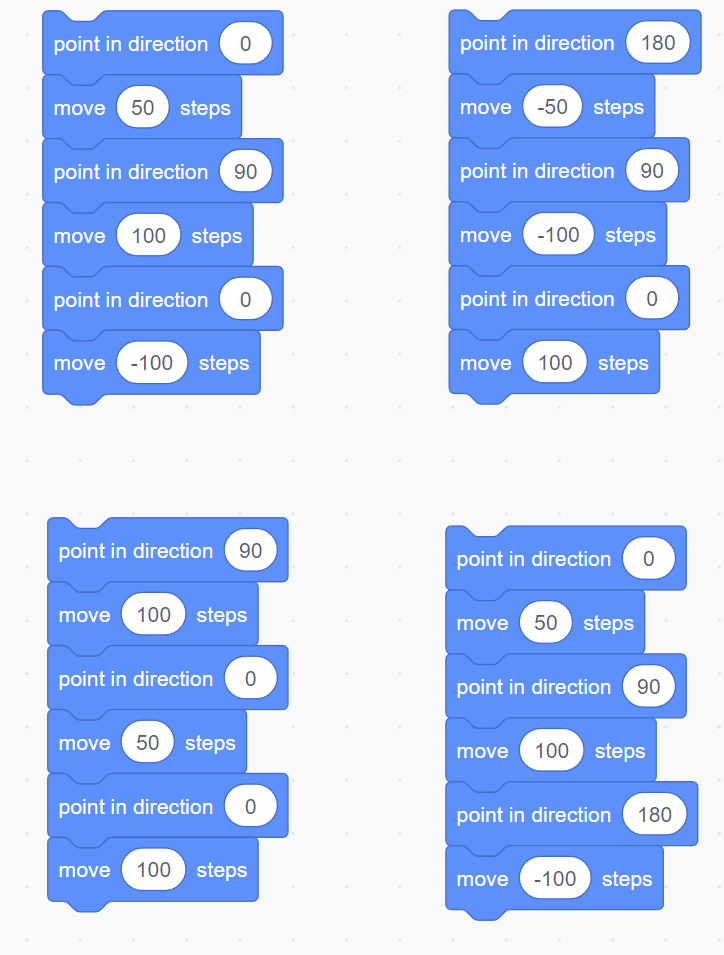 point in direction 0
move 50 steps
point in direction 90
move 100 steps
point in direction 0
move -100 steps
point in direction 180
move -50 steps
point in direction 90
move -100 steps
point in direction 0
move 100 steps
point in direction 90
move 100 steps
point in direction 0
move 50 steps
point in direction 0
move 100 steps
point in direction 0
move 50 steps
point in direction 90
move 100 steps
point in direction 180
move -100 steps